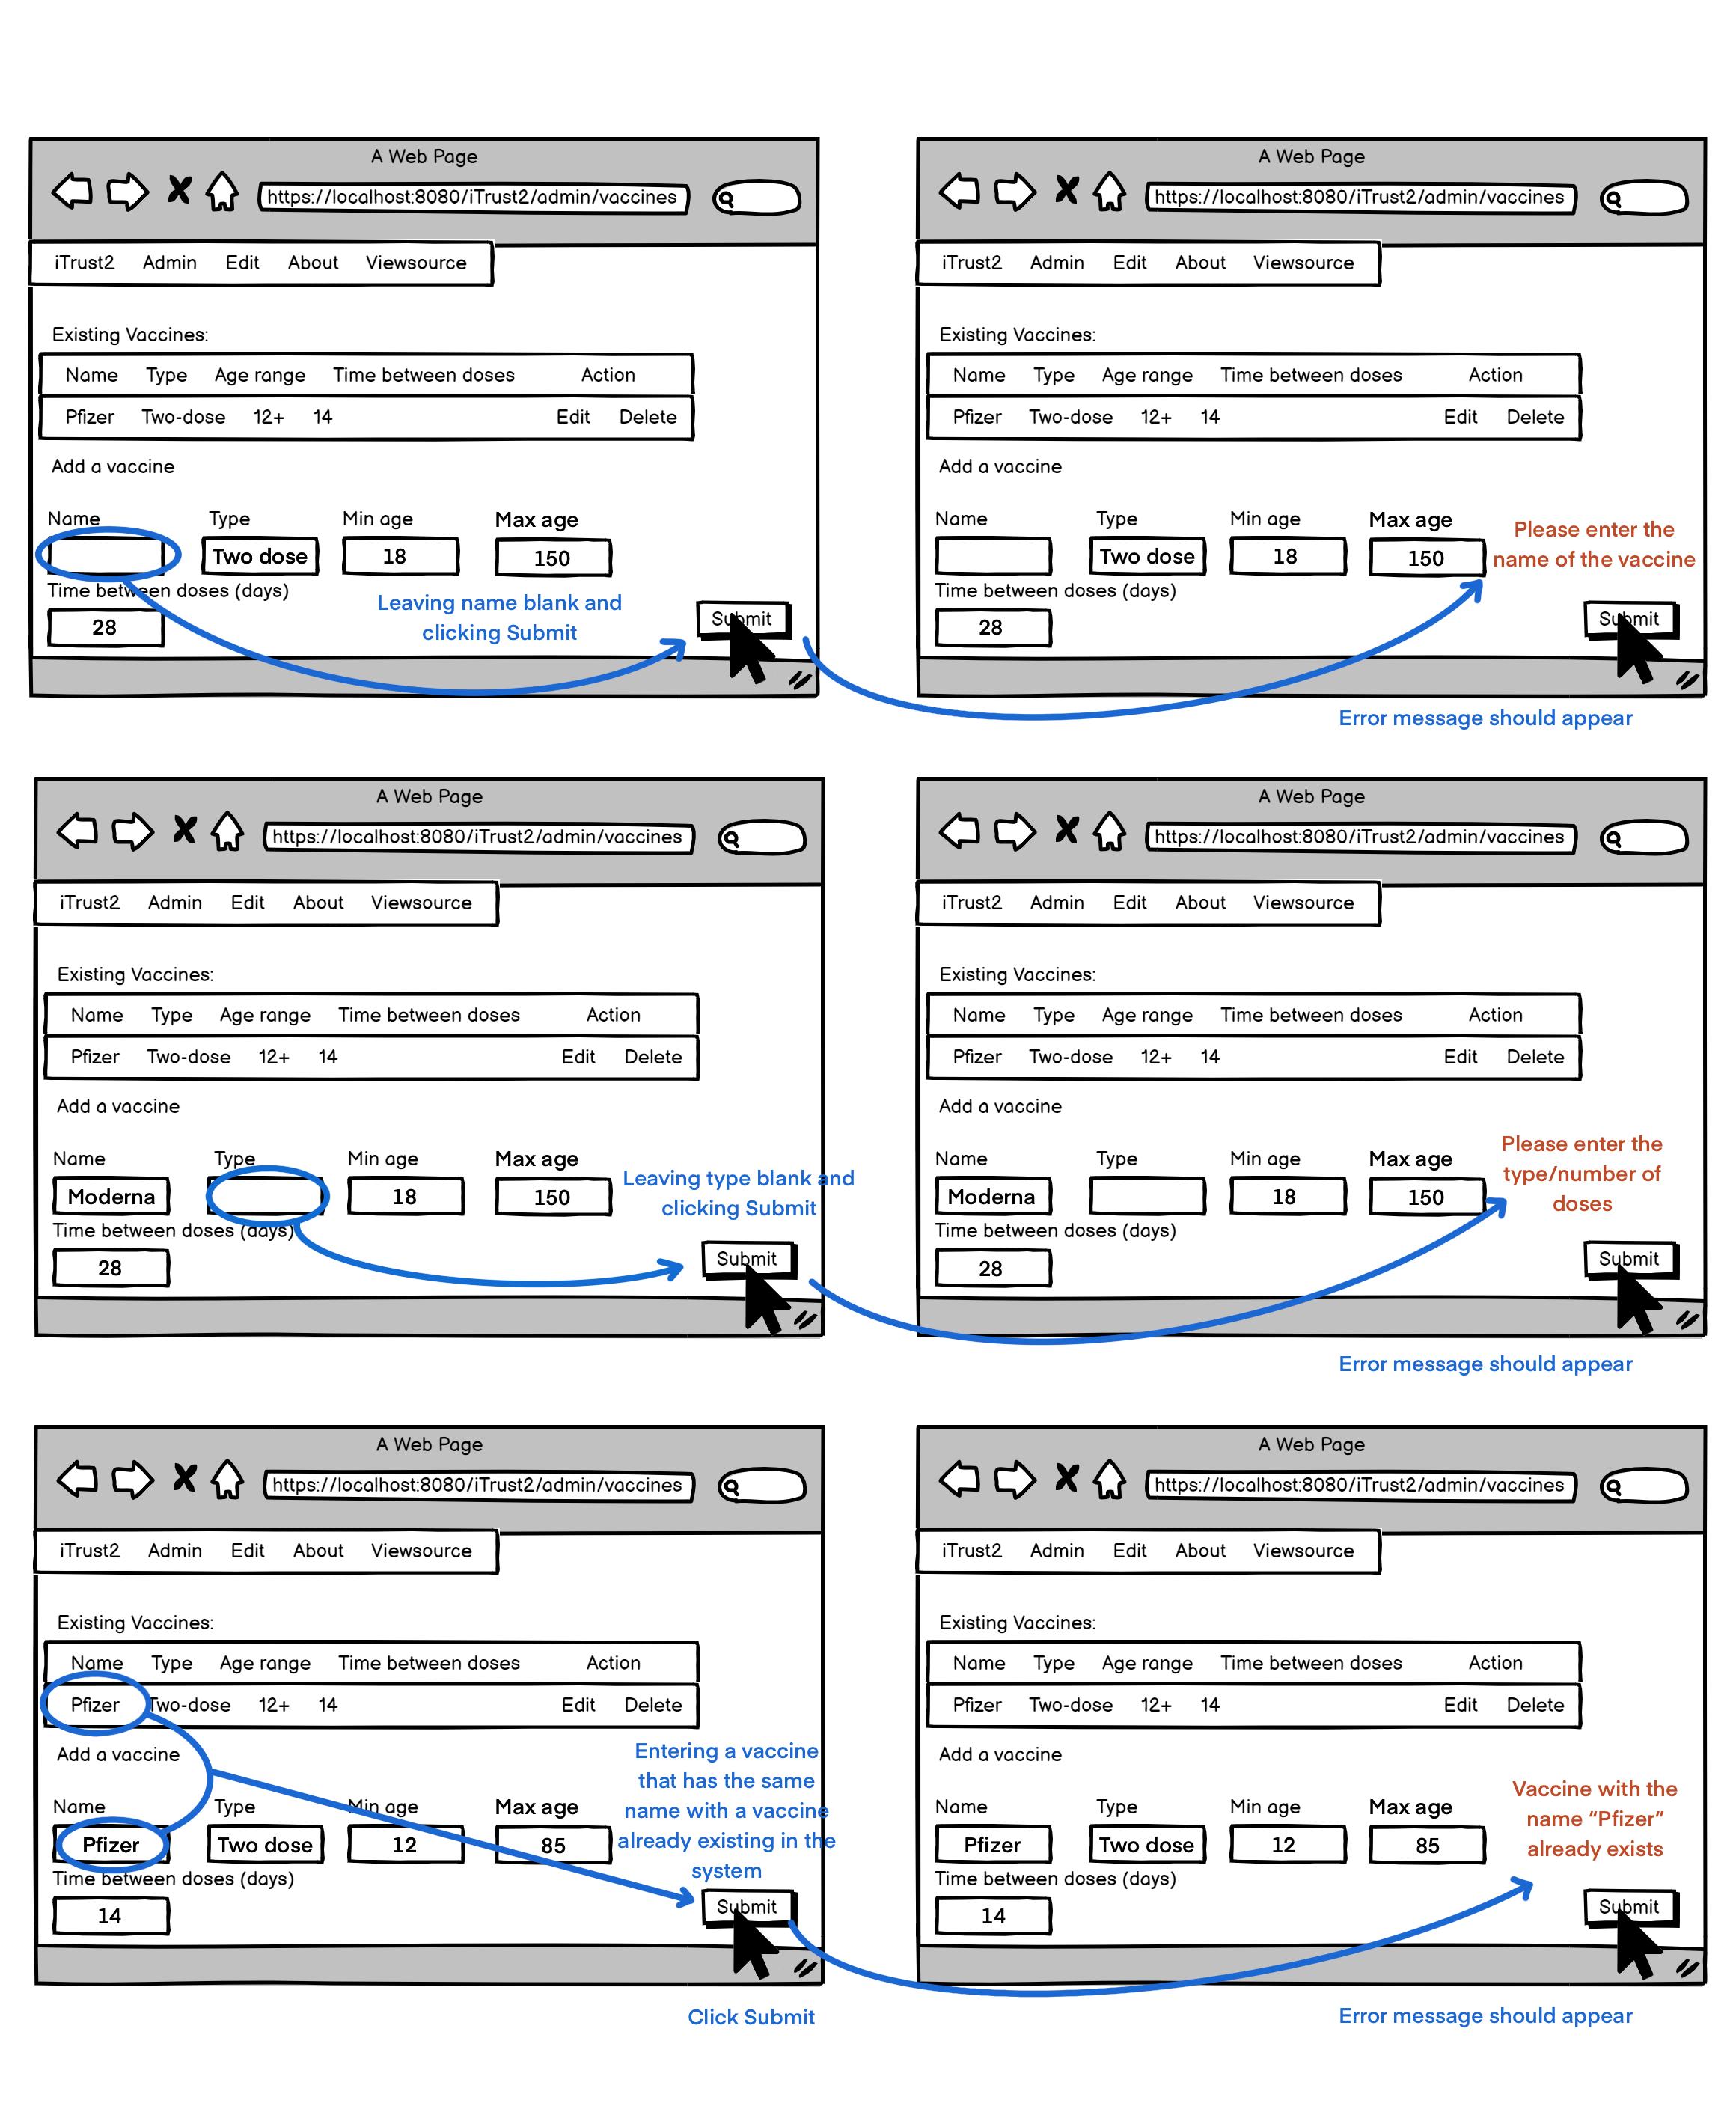 A Web Page
https://localhost:8080/iTrust2/admin/vaccines
iTrust2 Admin Edit About Viewsource
Existing Vaccines:
Name Type Age range Time between doses Action
Pfizer Two-dose 12+ 14 Edit Delete
Add a vaccine
Name Type Min age Max age
Two dose 18 150
Time between doses (days)
28
Leaving name blank and
clicking Submit
Submit
A Web Page
https://localhost:8080/iTrust2/admin/vaccines
iTrust2 Admin Edit About Viewsource
Existing Vaccines:
Name Type Age range Time between doses Action
Pfizer Two-dose 12+ 14 Edit Delete
Add a vaccine
Name Type Min age Max age
Two dose 18 150
Please enter the
name of the vaccine
Time between doses (days)
28
Submit
Error message should appear
A Web Page
https://localhost:8080/iTrust2/admin/vaccines
iTrust2 Admin Edit About Viewsource
Existing Vaccines:
Name Type Age range Time between doses Action
Pfizer Two-dose 12+ 14 Edit Delete
Add a vaccine
Name Type Min age Max age
Moderna 18 150
Leaving type blank and
clicking Submit
Time between doses (days)
28
Submit
A Web Page
https://localhost:8080/iTrust2/admin/vaccines
iTrust2 Admin Edit About Viewsource
Existing Vaccines:
Name Type Age range Time between doses Action
Pfizer Two-dose 12+ 14 Edit Delete
Add a vaccine
Name Type Min age Max age
Moderna 18 150
Please enter the
type/number of
doses
Time between doses (days)
28
Submit
Error message should appear
A Web Page
https://localhost:8080/iTrust2/admin/vaccines
iTrust2 Admin Edit About Viewsource
Existing Vaccines:
Name Type Age range Time between doses Action
Pfizer Two-dose 12+ 14 Edit Delete
Add a vaccine
Name Type Min age Max age
Pfizer Two dose 12 85
Entering a vaccine
that has the same
name with a vaccine
already existing in the
system
Time between doses (days)
14
Submit
Click Submit
A Web Page
https://localhost:8080/iTrust2/admin/vaccines
iTrust2 Admin Edit About Viewsource
Existing Vaccines:
Name Type Age range Time between doses Action
Pfizer Two-dose 12+ 14 Edit Delete
Add a vaccine
Name Type Min age Max age
Pfizer Two dose 12 85
Vaccine with the
name “Pfizer”
already exists
Time between doses (days)
14
Submit
Error message should appear